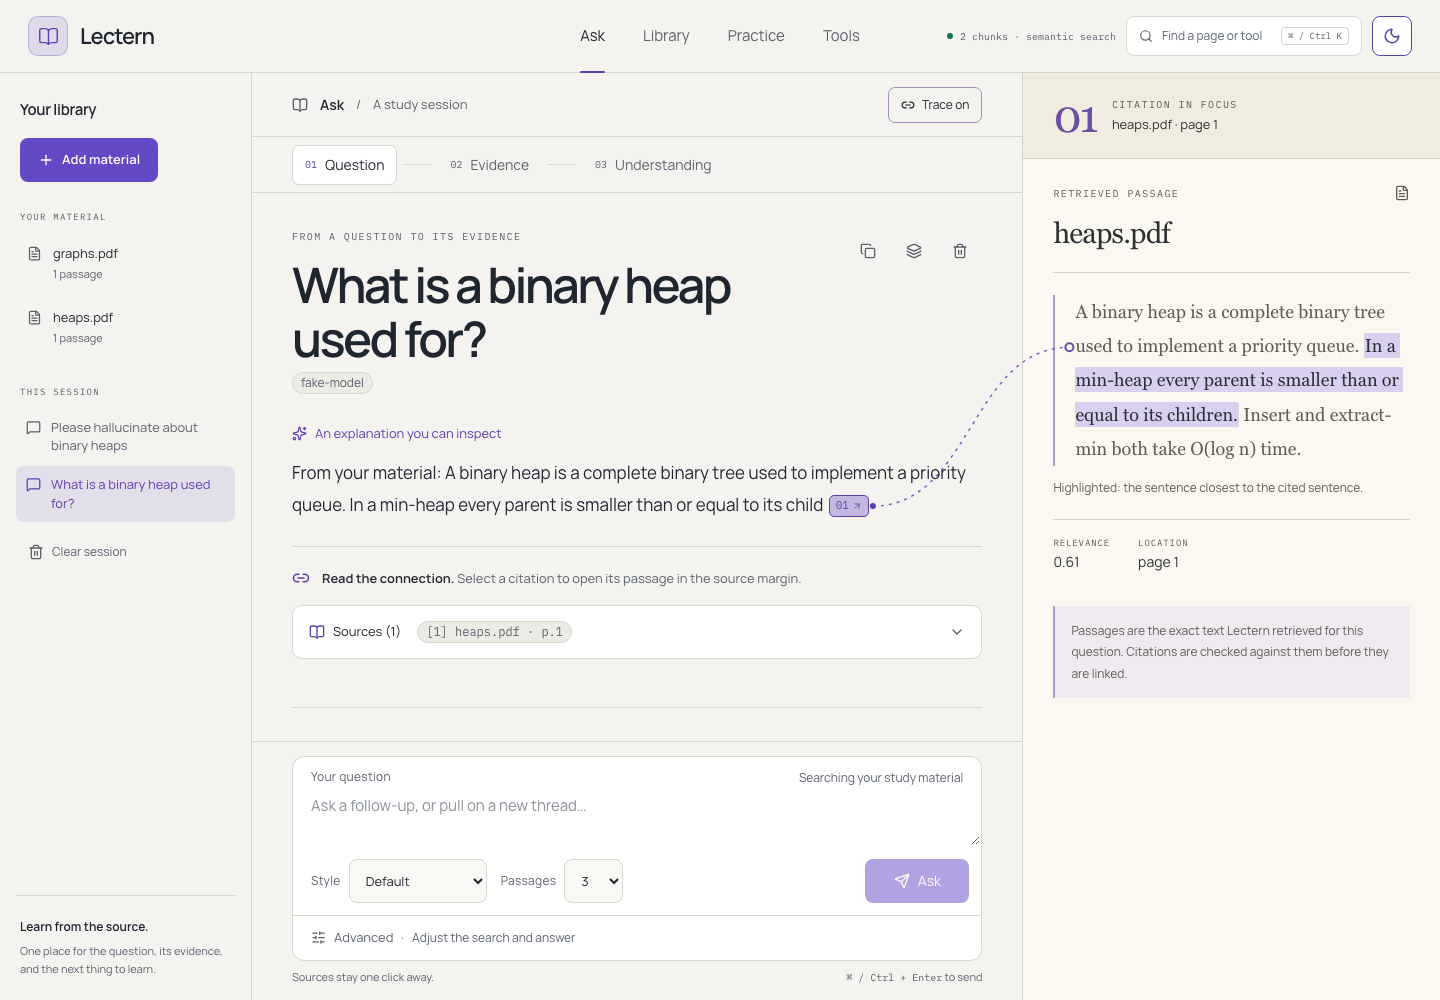 Lectern
Ask
Library
Practice
Tools
2 chunks · semantic search
Find a page or tool
⌘ / Ctrl K
Your library
Add material
YOUR MATERIAL
graphs.pdf
1 passage
heaps.pdf
1 passage
THIS SESSION
Please hallucinate about
binary heaps
What is a binary heap used
for?
Clear session
Learn from the source.
One place for the question, its evidence,
and the next thing to learn.
Ask / A study session
Trace on
01 Question
02 Evidence
03 Understanding
FROM A QUESTION TO ITS EVIDENCE
What is a binary heap
used for?
fake-model
An explanation you can inspect
From your material: A binary heap is a complete binary tree used to implement a priority
queue. In a min-heap every parent is smaller than or equal to its child 01
Read the connection. Select a citation to open its passage in the source margin.
Sources (1) [1] heaps.pdf · p.1
Your question
Searching your study material
Ask a follow-up, or pull on a new thread...
Style Default Passages 3
Ask
Advanced · Adjust the search and answer
Sources stay one click away.
⌘ / Ctrl + Enter to send
01
CITATION IN FOCUS
heaps.pdf · page 1
RETRIEVED PASSAGE
heaps.pdf
A binary heap is a complete binary tree
used to implement a priority queue. In a
min-heap every parent is smaller than or
equal to its children. Insert and extract-
min both take O(log n) time.
Highlighted: the sentence closest to the cited sentence.
RELEVANCE
0.61
LOCATION
page 1
Passages are the exact text Lectern retrieved for this
question. Citations are checked against them before they
are linked.